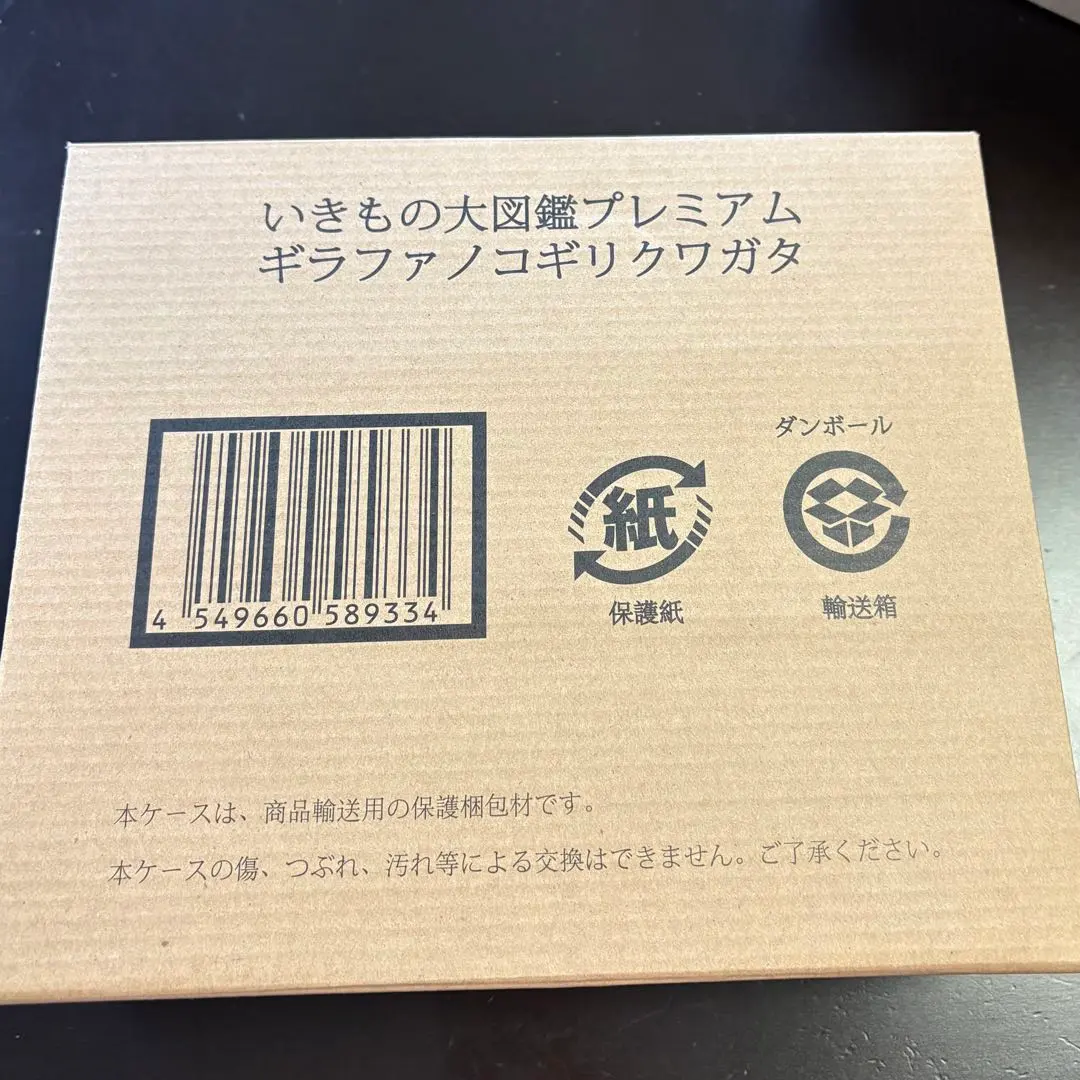 いきもの大図鑑プレミアム
ギラファノコギリクワガタ
4 549660 589334
紙
保護紙
ダンボール
輸送箱
本ケースは、商品輸送用の保護梱包材です。
本ケースの傷、つぶれ、汚れ等による交換はできません。ご了承ください。